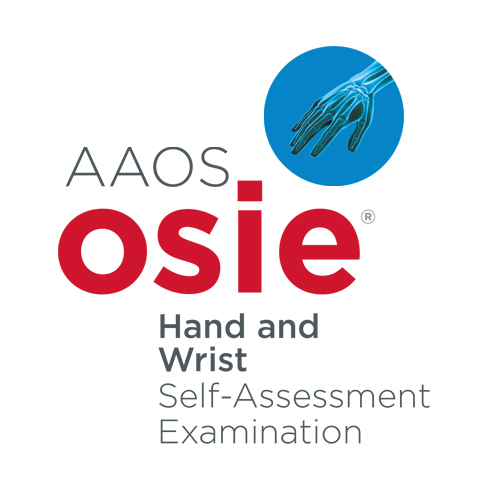 AAOS
osie®
Hand and
Wrist
Self-Assessment
Examination